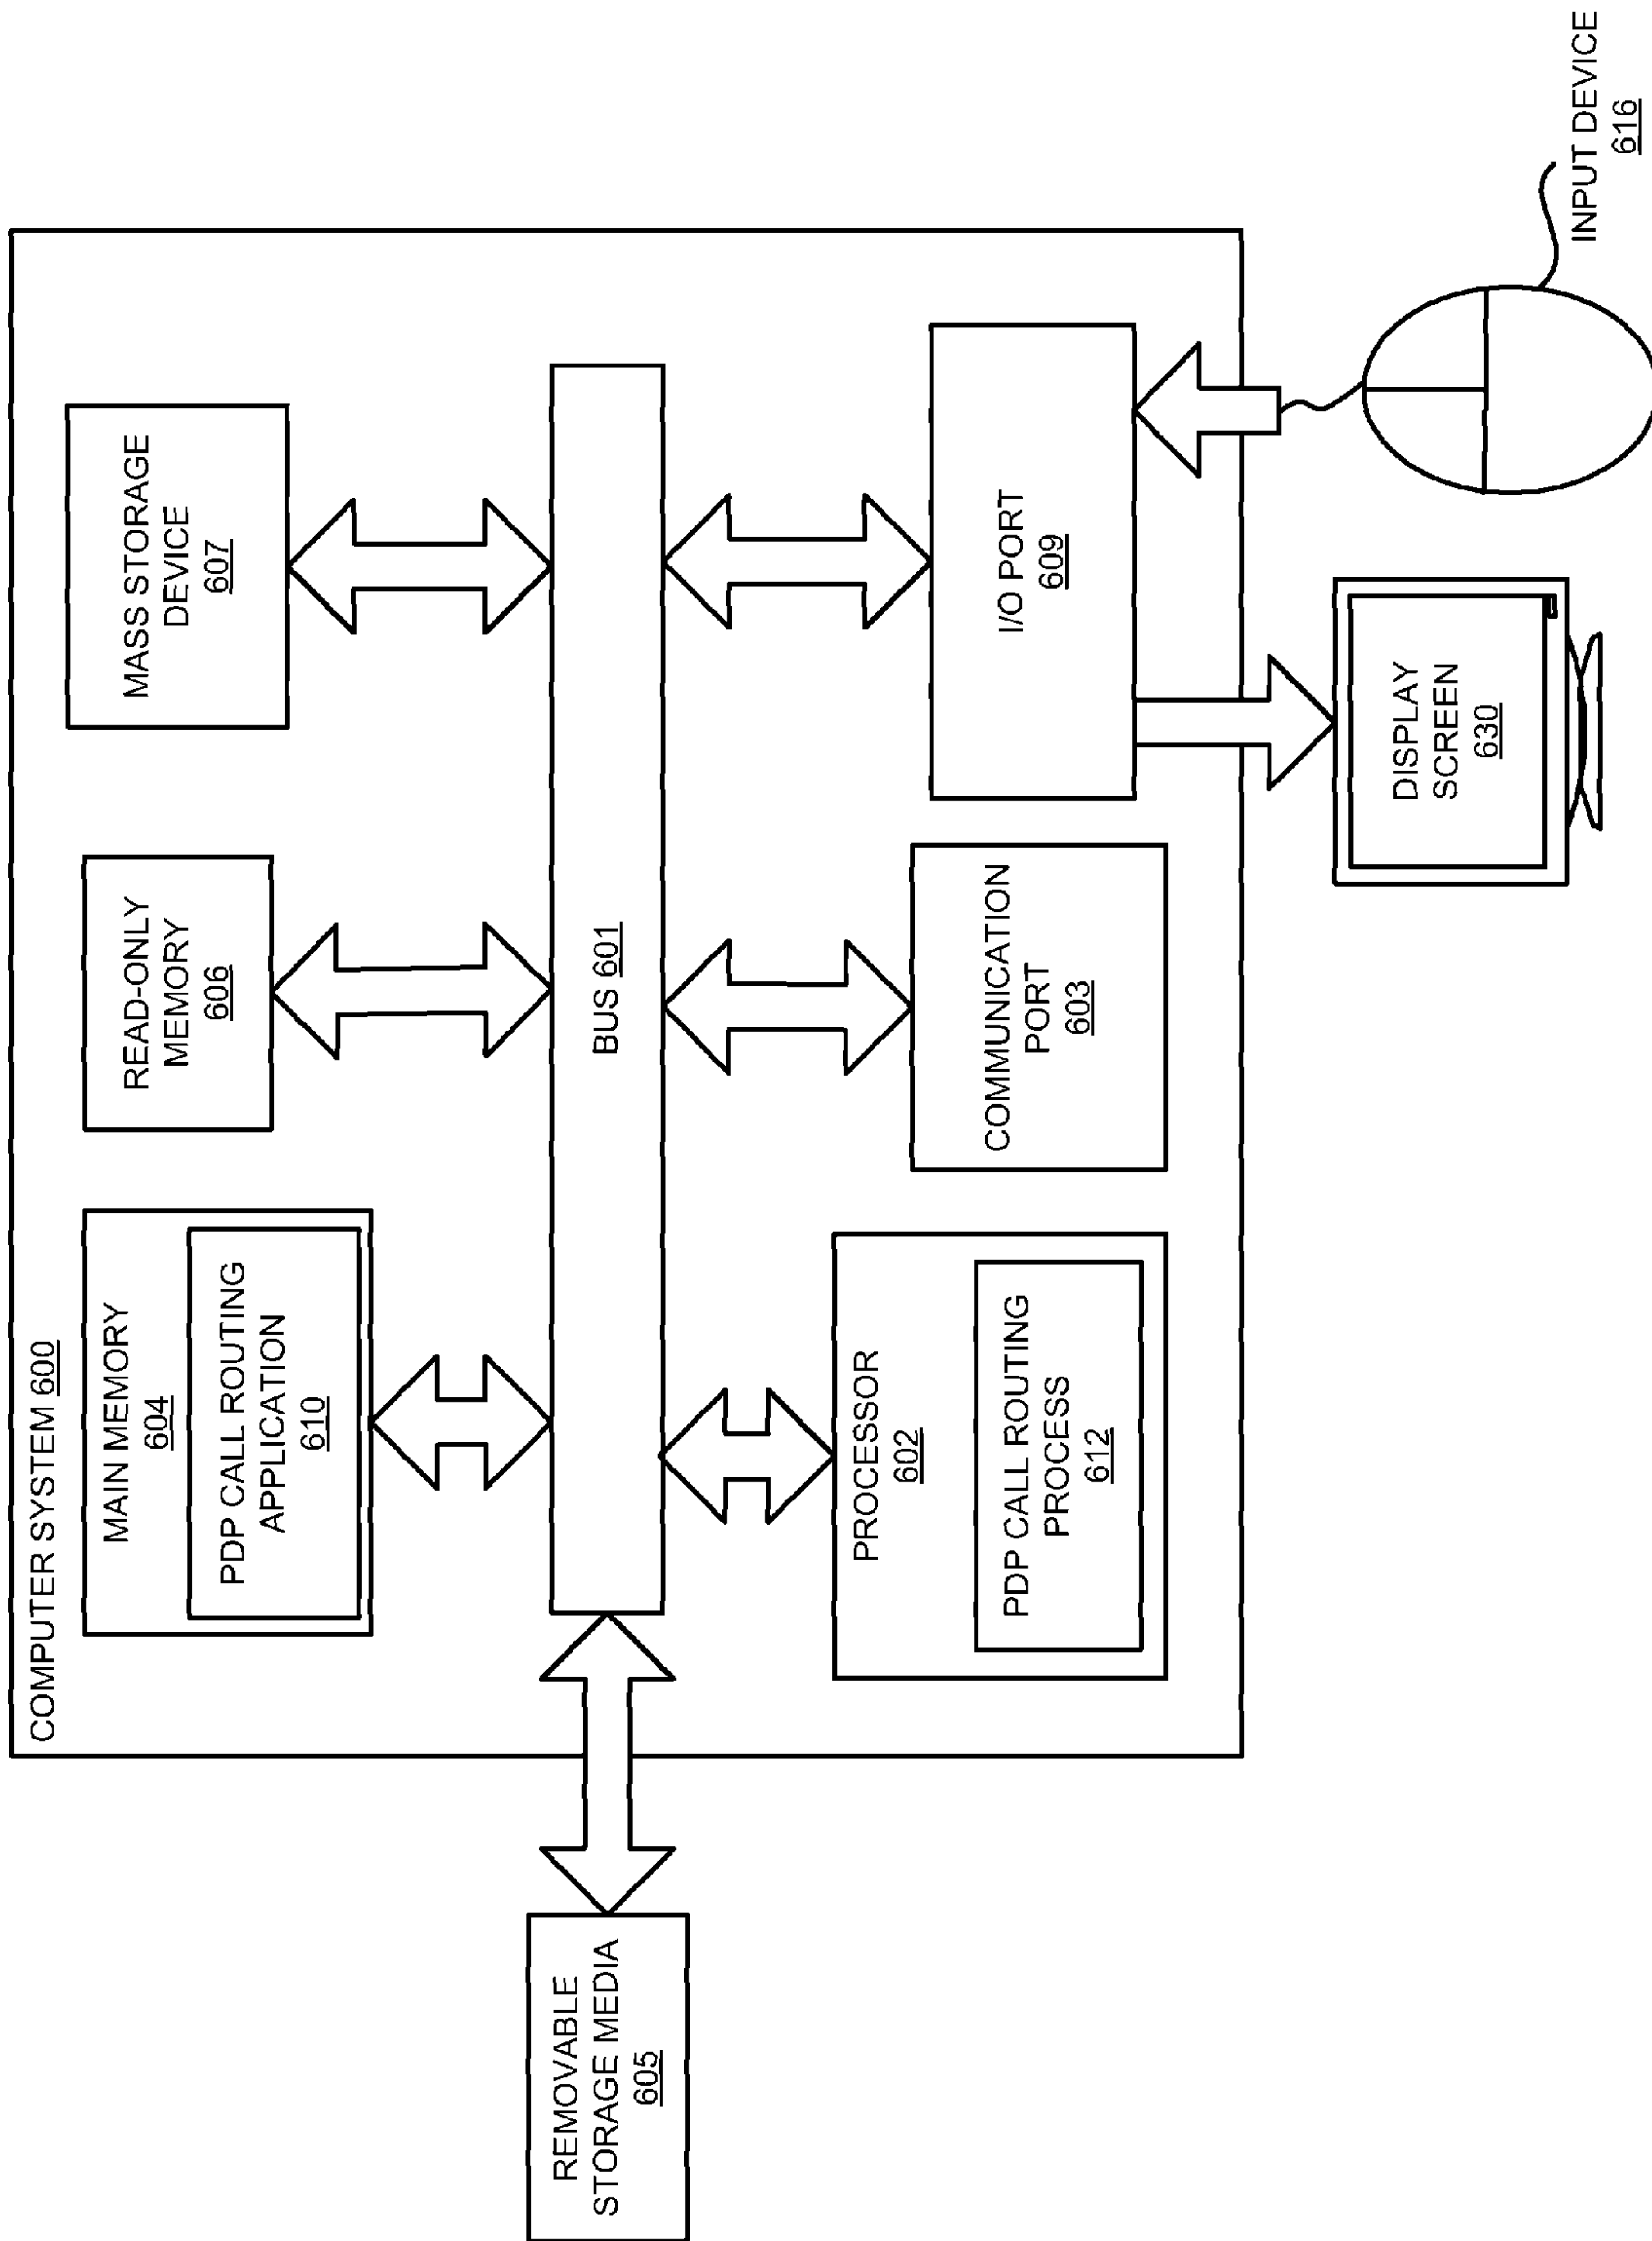 COMPUTER SYSTEM 600
MAIN MEMORY
604
PDP CALL ROUTING
APPLICATION
610
READ-ONLY
MEMORY
606
MASS STORAGE
DEVICE
607
REMOVABLE
STORAGE MEDIA
605
BUS 601
PROCESSOR
602
PDP CALL ROUTING
PROCESS
612
COMMUNICATION
PORT
603
I/O PORT
609
DISPLAY
SCREEN
630
INPUT DEVICE
616